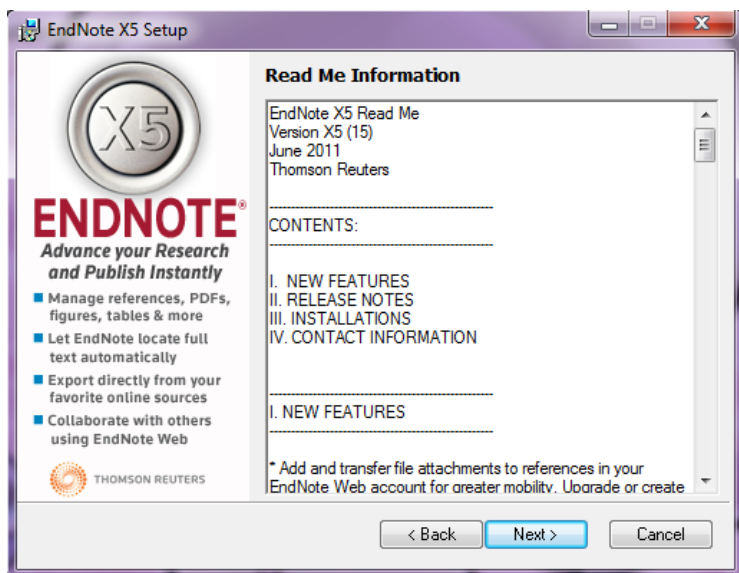 EndNote X5 Setup
X5
ENDNOTE®
Advance your Research
and Publish Instantly
Manage references, PDFs,
figures, tables & more
Let EndNote locate full
text automatically
Export directly from your
favorite online sources
Collaborate with others
using EndNote Web
THOMSON REUTERS
Read Me Information
EndNote X5 Read Me
Version X5 (15)
June 2011
Thomson Reuters
--------------------------------------------------------
CONTENTS:
--------------------------------------------------------
I. NEW FEATURES
II. RELEASE NOTES
III. INSTALLATIONS
IV. CONTACT INFORMATION
--------------------------------------------------------
I. NEW FEATURES
--------------------------------------------------------
* Add and transfer file attachments to references in your
EndNote Web account for greater mobility. Upgrade or create
< Back
Next >
Cancel